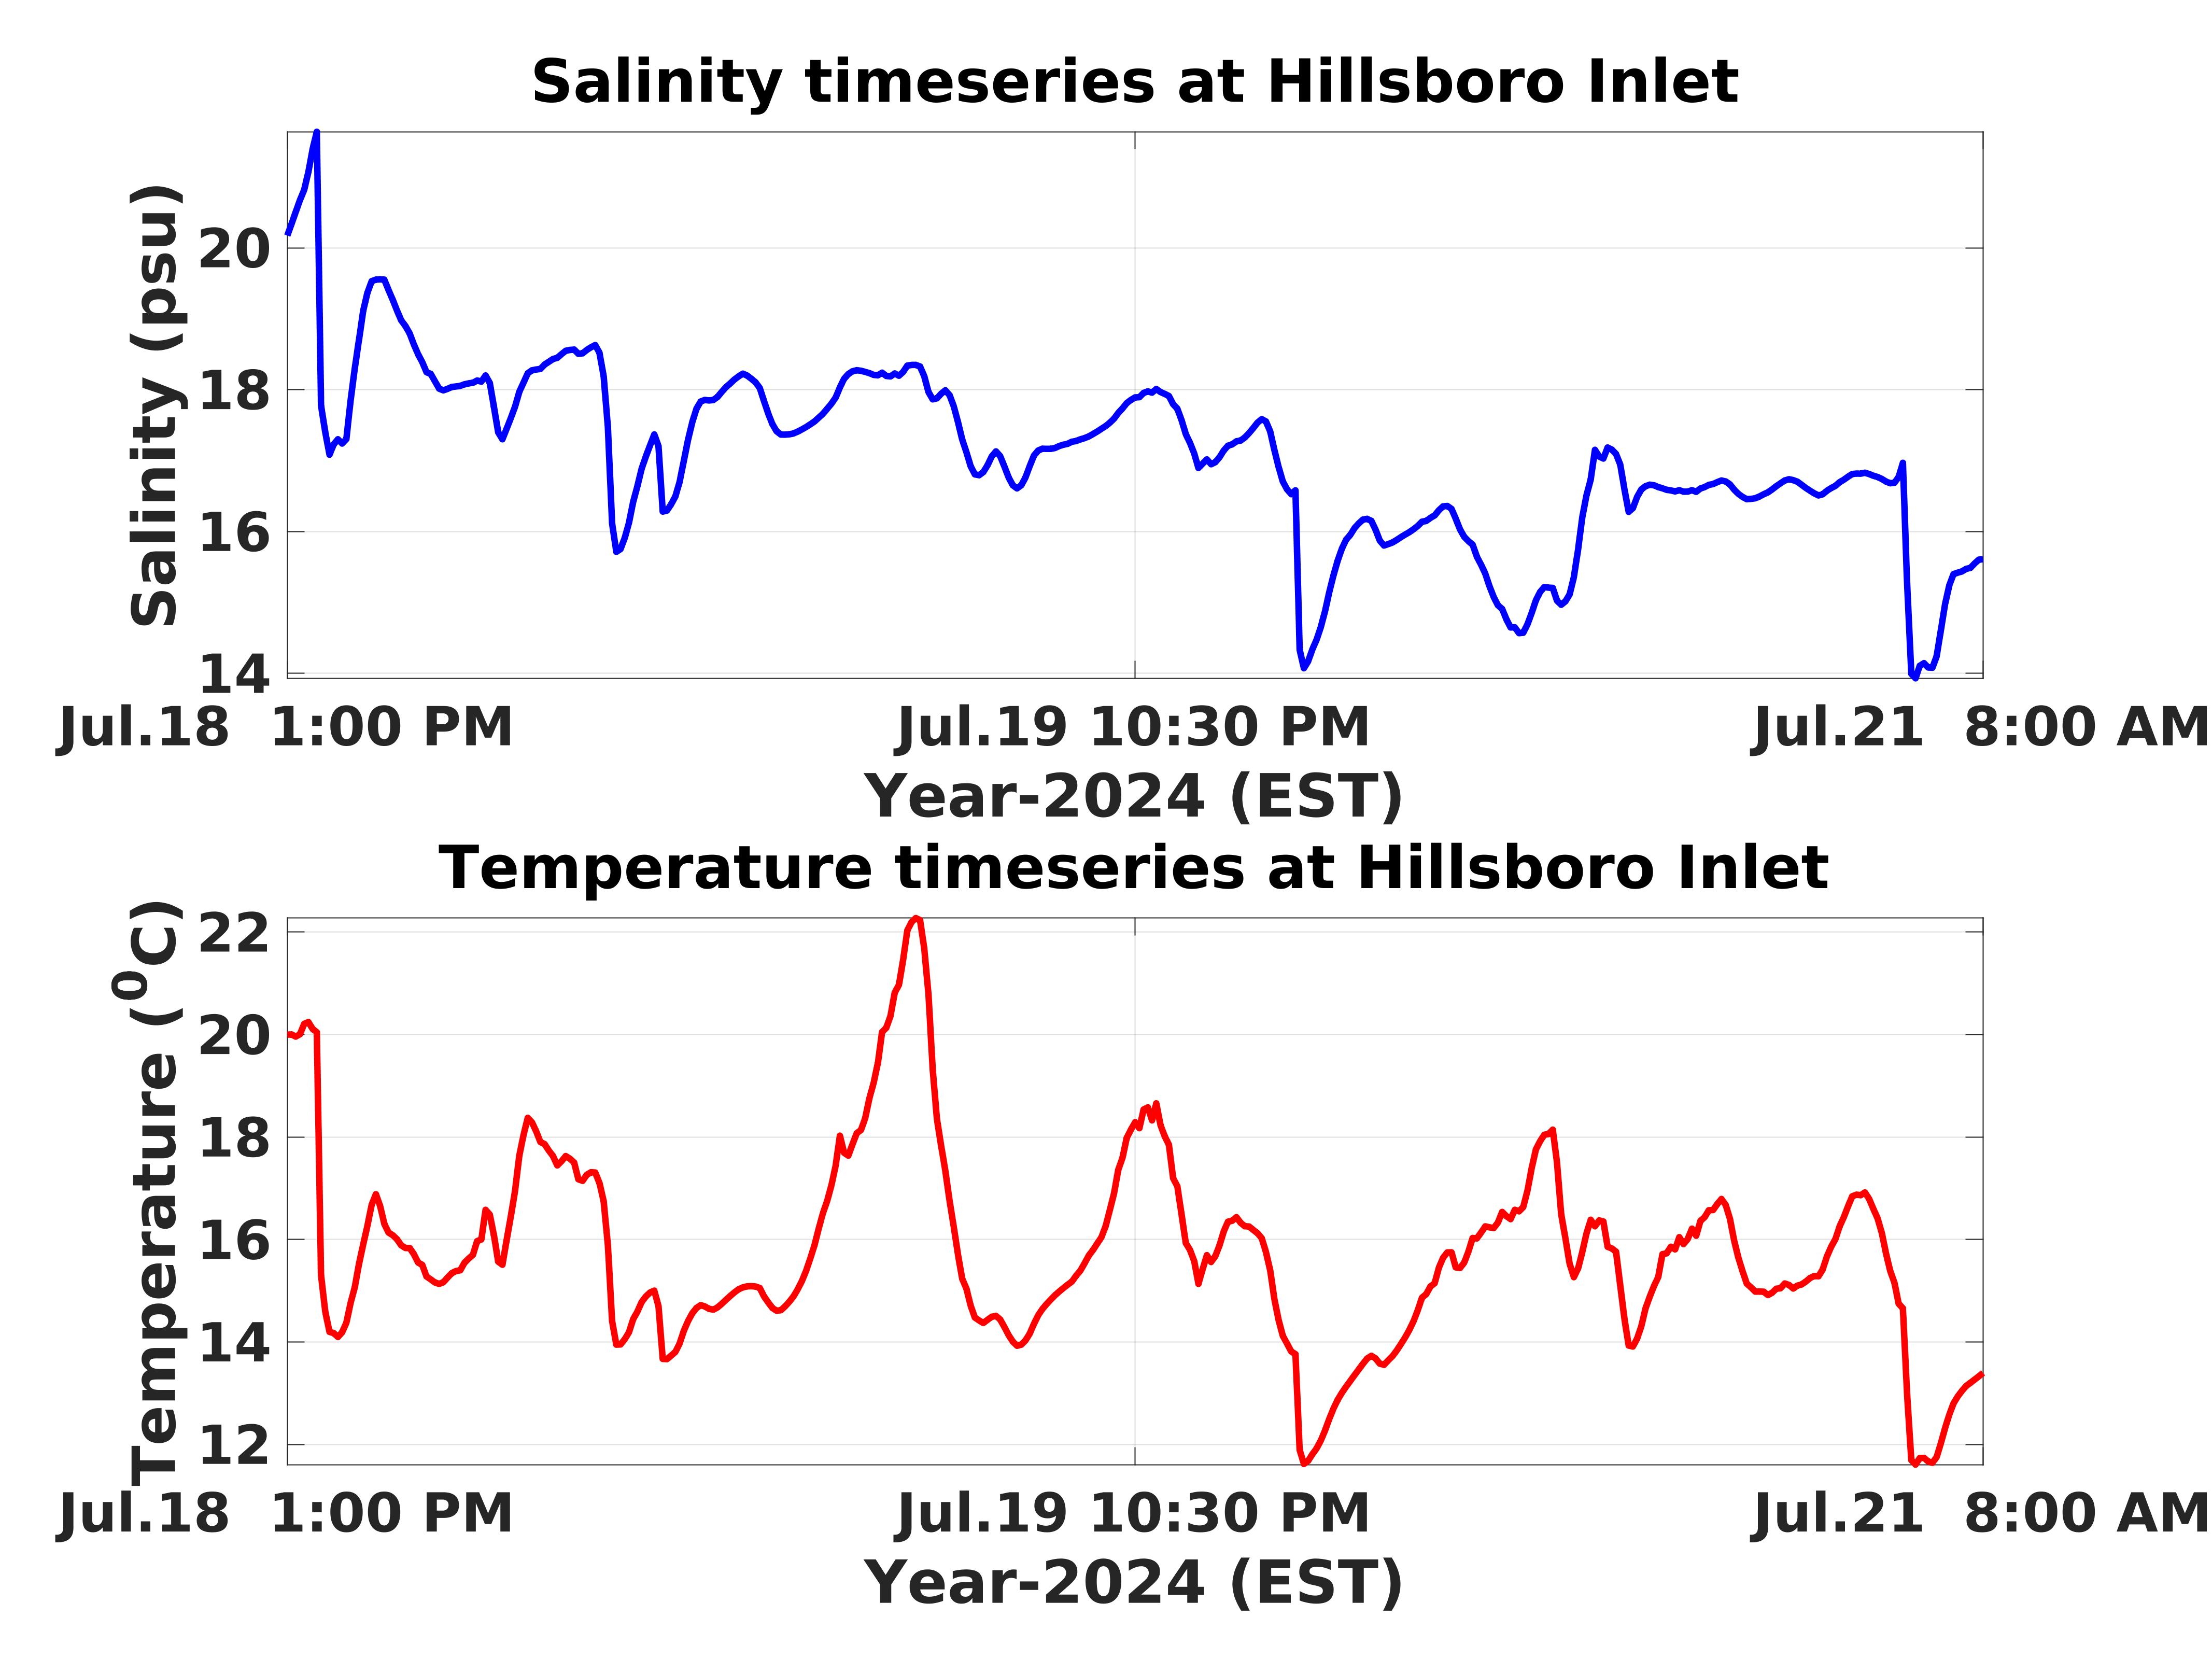 Salinity timeseries at Hillsboro Inlet
Salinity (psu)
20
18
16
14
Jul.18  1:00 PM
Jul.19 10:30 PM
Jul.21  8:00 AM
Year-2024 (EST)
Temperature timeseries at Hillsboro Inlet
Temperature (⁰C)
22
20
18
16
14
12
Jul.18  1:00 PM
Jul.19 10:30 PM
Jul.21  8:00 AM
Year-2024 (EST)